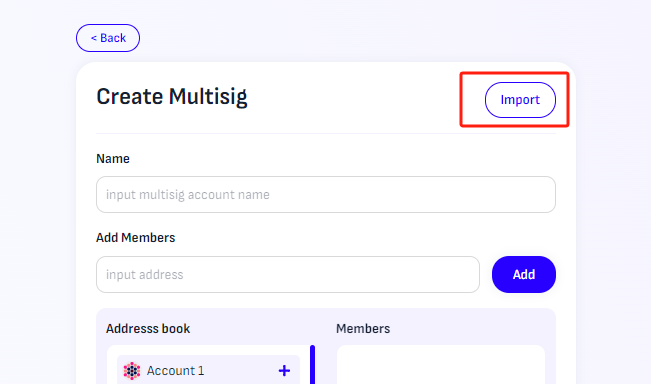 < Back
Create Multisig
Import
Name
input multisig account name
Add Members
input address
Add
Addresss book
Members
Account 1
+